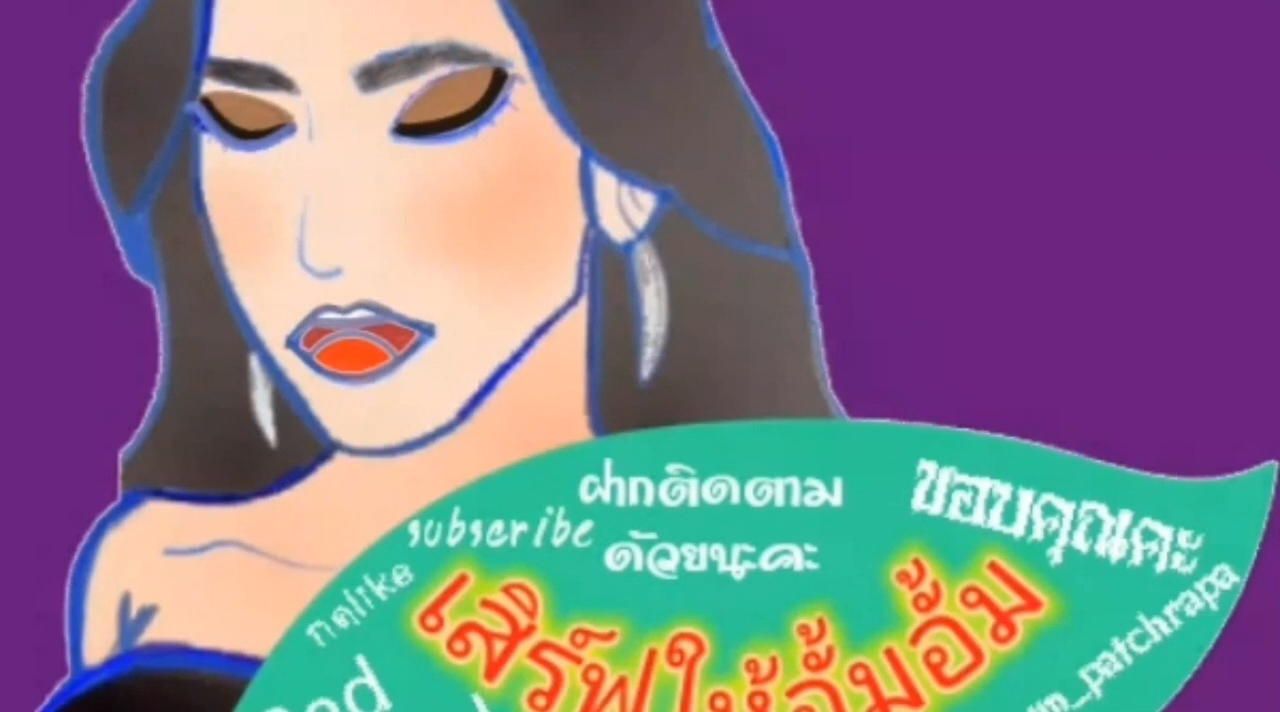 ฝากติดตาม
ขอบคุณคะ
subscribe
ด้วยนะคะ
กดlike
เสิร์ฟให้อั้มอั้ม
_patchrapa